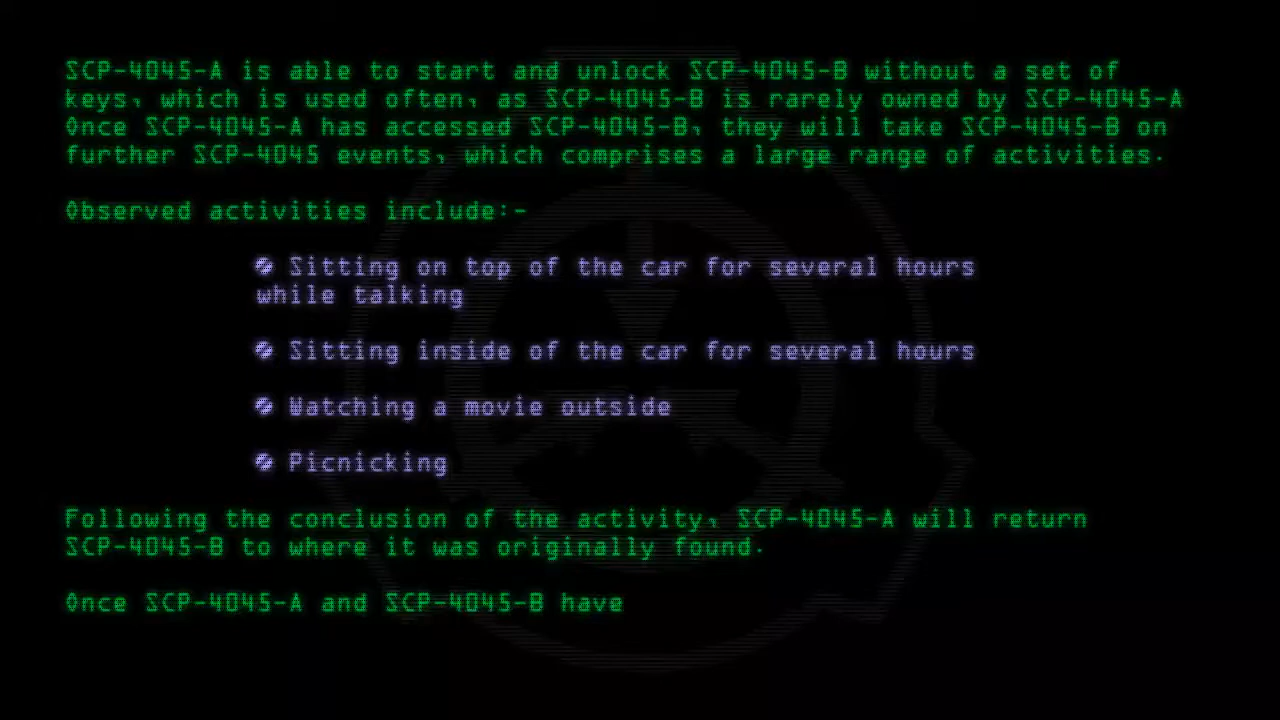 SCP-4045-A is able to start and unlock SCP-4045-B without a set of
keys, which is used often, as SCP-4045-B is rarely owned by SCP-4045-A
Once SCP-4045-A has accessed SCP-4045-B, they will take SCP-4045-B on
further SCP-4045 events, which comprises a large range of activities.
Observed activities include:-
● Sitting on top of the car for several hours
while talking
● Sitting inside of the car for several hours
● Watching a movie outside
● Picnicking
Following the conclusion of the activity, SCP-4045-A will return
SCP-4045-B to where it was originally found.
Once SCP-4045-A and SCP-4045-B have